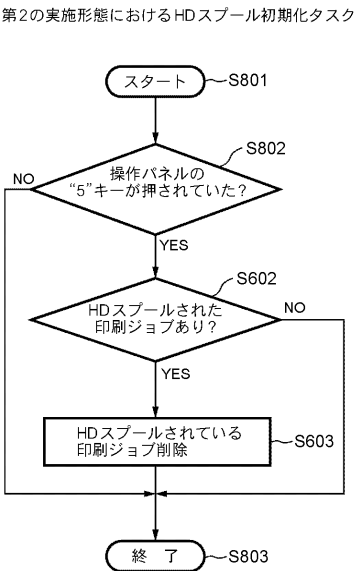 第2の実施形態におけるHDスプール初期化タスク
スタート
S801
S802
操作パネルの
“5”キーが押されていた?
NO
YES
S602
HDスプールされた
印刷ジョブあり?
NO
YES
HDスプールされている
印刷ジョブ削除
S603
終 了
S803